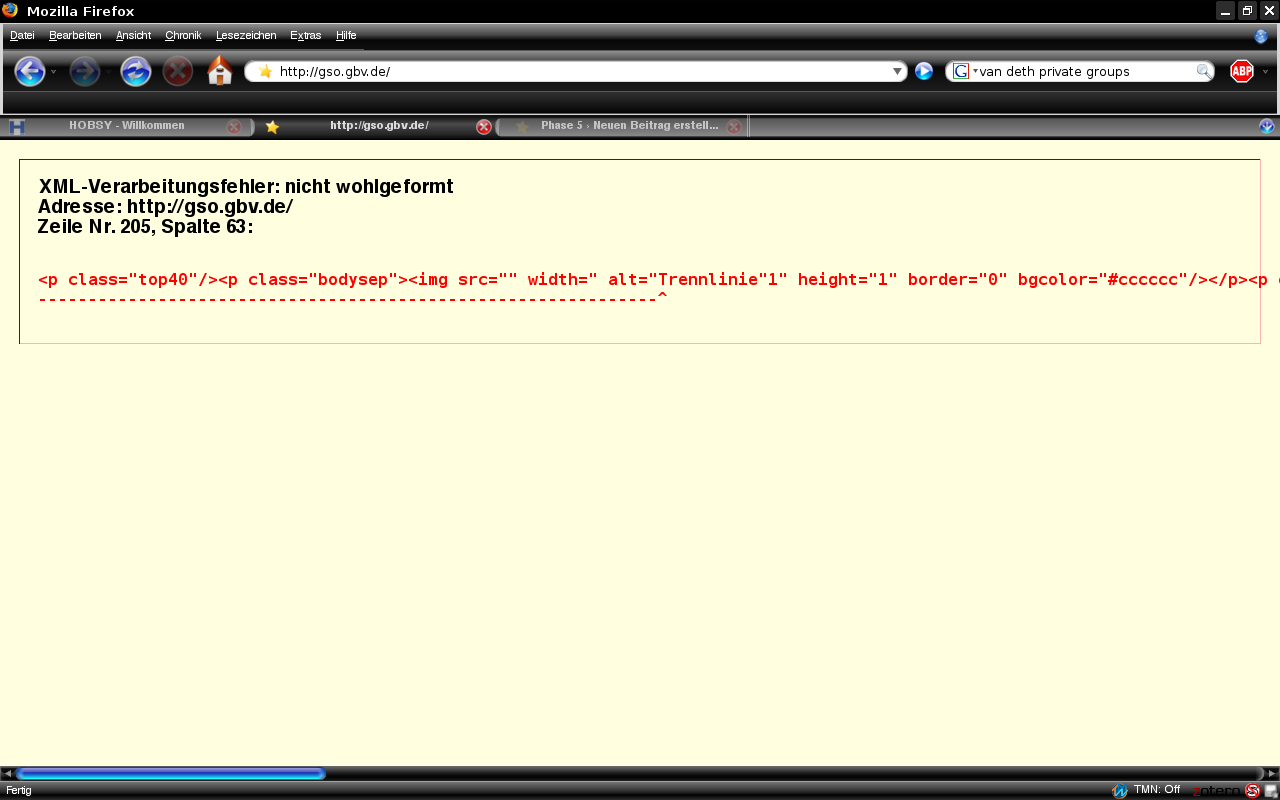 Mozilla Firefox
Datei Bearbeiten Ansicht Chronik Lesezeichen Extras Hilfe
http://gso.gbv.de/ G van deth private groups ABP
HOBSY - Willkommen http://gso.gbv.de/ Phase 5 › Neuen Beitrag erstell...
XML-Verarbeitungsfehler: nicht wohlgeformt
Adresse: http://gso.gbv.de/
Zeile Nr. 205, Spalte 63:
<p class="top40"/><p class="bodysep"><img src="" width=" alt="Trennlinie"1" height="1" border="0" bgcolor="#cccccc"/></p><p
--------------------------------------------------------------^
Fertig TMN: Off zotero